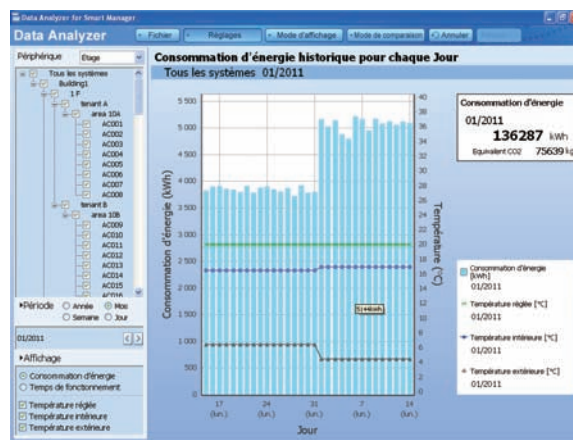 Data Analyzer for Smart Manager
Data Analyzer
Fichier
Réglages
Mode d'affichage
Mode de comparaison
Annuler
Périphérique
Etage
Tous les systèmes
Building1
1 F
tenant A
area 10A
AC001
AC002
AC003
AC004
AC005
AC006
AC007
AC008
tenant B
area 10B
AC009
AC010
AC011
AC012
AC013
AC014
AC015
AC016
Période
Année
Mois
Semaine
Jour
01/2011
Affichage
Consommation d'énergie
Temps de fonctionnement
Température réglée
Température intérieure
Température extérieure
Consommation d'énergie historique pour chaque Jour
Tous les systèmes 01/2011
Consommation d'énergie (kWh)
5 500
5 000
4 500
4 000
3 500
3 000
2 500
2 000
1 500
1 000
500
0
40
38
36
34
32
30
28
26
24
22
20
18
16
14
12
10
8
6
4
2
0
Température (°C)
17 24 31 7 14
(lun.) (lun.) (lun.) (lun.) (lun.)
Jour
Consommation d'énergie
01/2011
136287 kWh
Equivalent CO2 75639 kg
Consommation d'énergie
[kWh]
01/2011
Température réglée [°C]
01/2011
Température intérieure [°C]
01/2011
Température extérieure [°C]
01/2011